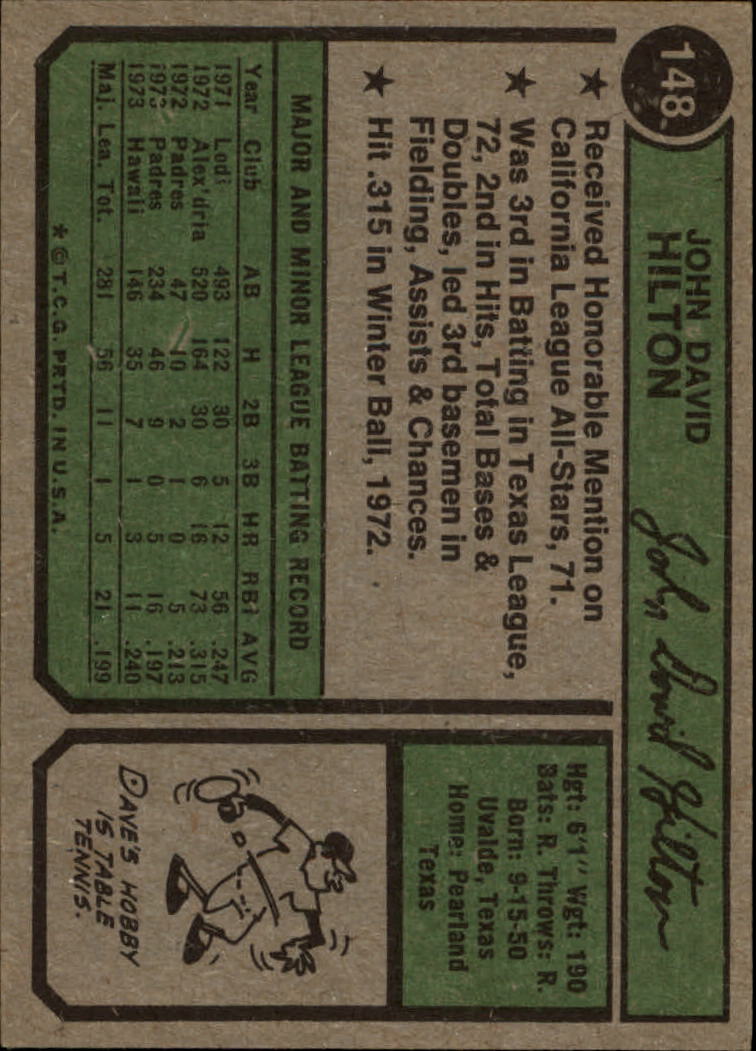 148
JOHN DAVID
HILTON
John David Hilton
★ Received Honorable Mention on
California League All-Stars, 71.
★ Was 3rd in Batting in Texas League,
72, 2nd in Hits, Total Bases &
Doubles, led 3rd basemen in
Fielding, Assists & Chances.
★ Hit .315 in Winter Ball, 1972.
MAJOR AND MINOR LEAGUE BATTING RECORD
Year Club AB H 2B 3B HR RBI AVG
1971 Lodi 493 122 30 5 12 56 .247
1972 Alex'dria 520 164 30 6 16 73 .315
1972 Padres 47 10 2 1 0 5 .213
1973 Padres 234 46 9 0 5 16 .197
1973 Hawaii 146 35 7 1 3 11 .240
Maj. Lea. Tot. 281 56 11 1 5 21 .199
★ © T.C.G. PRTD. IN U.S.A.
Hgt: 6'1" Wgt: 190
Bats: R. Throws: R.
Born: 9-15-50
Uvalde, Texas
Home: Pearland
Texas
DAVE'S HOBBY
IS TABLE
TENNIS.